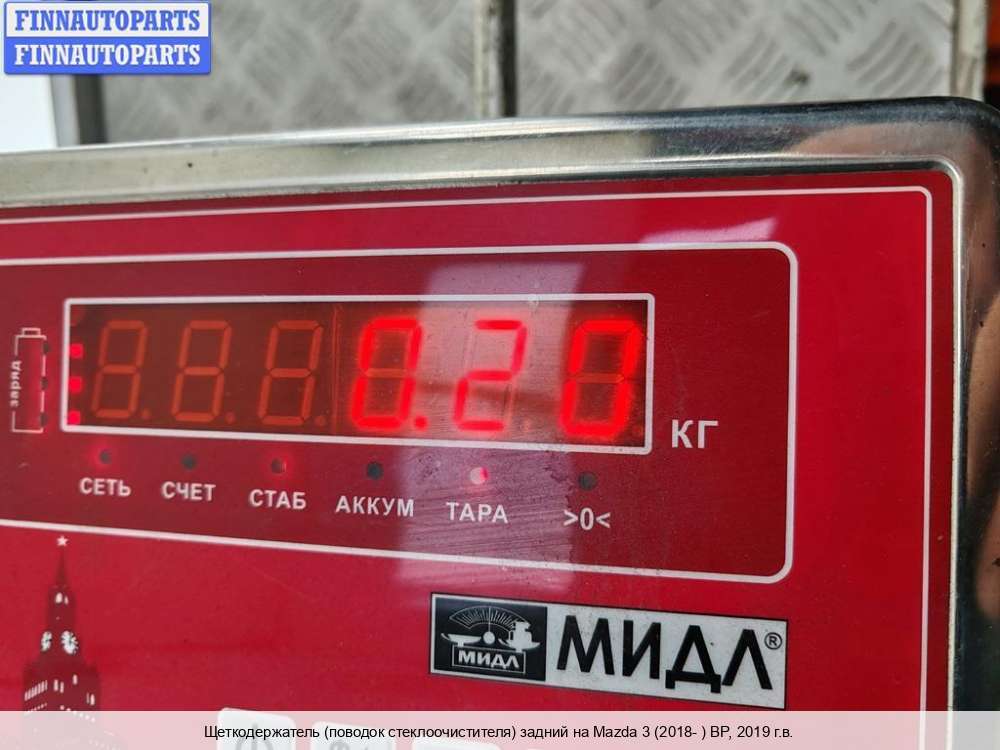 FINNAUTOPARTS
FINNAUTOPARTS
заряд
0.20
КГ
СЕТЬ СЧЕТ СТАБ АККУМ ТАРА >0<
МИДЛ МИДЛ®
Щеткодержатель (поводок стеклоочистителя) задний на Mazda 3 (2018- ) BP, 2019 г.в.